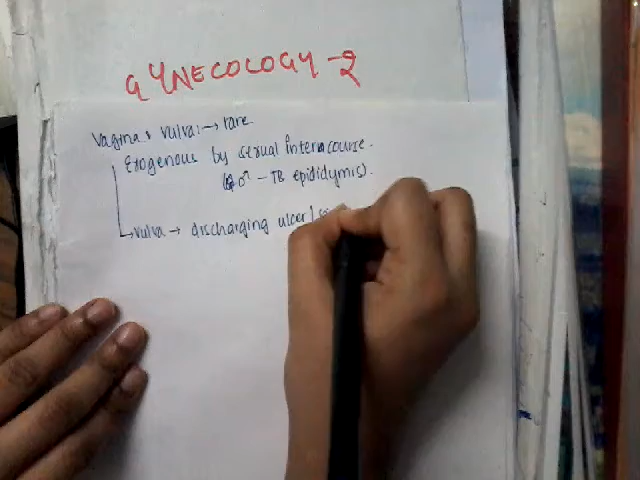 GYNECOLOGY-2
Vagina & vulva: → rare
Exogenous by sexual intercourse.
(♂ - TB epididymis).
→ vulva → discharging ulcer/